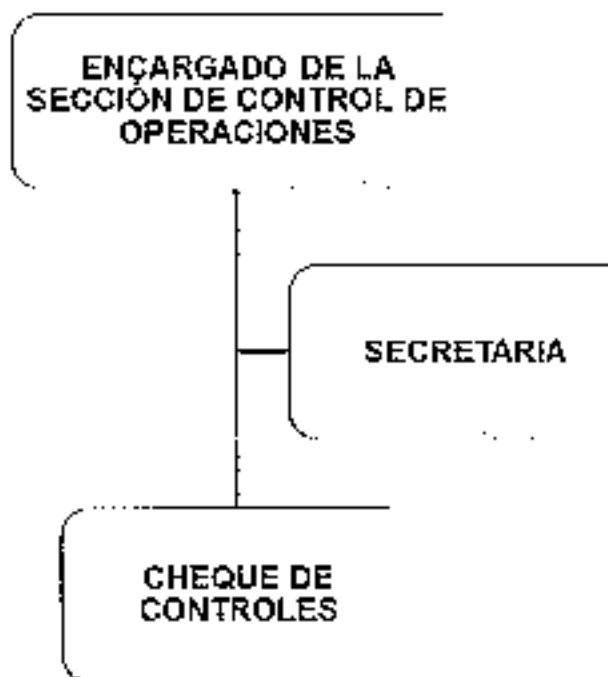 ENCARGADO DE LA
SECCIÓN DE CONTROL DE
OPERACIONES
SECRETARIA
CHEQUE DE
CONTROLES